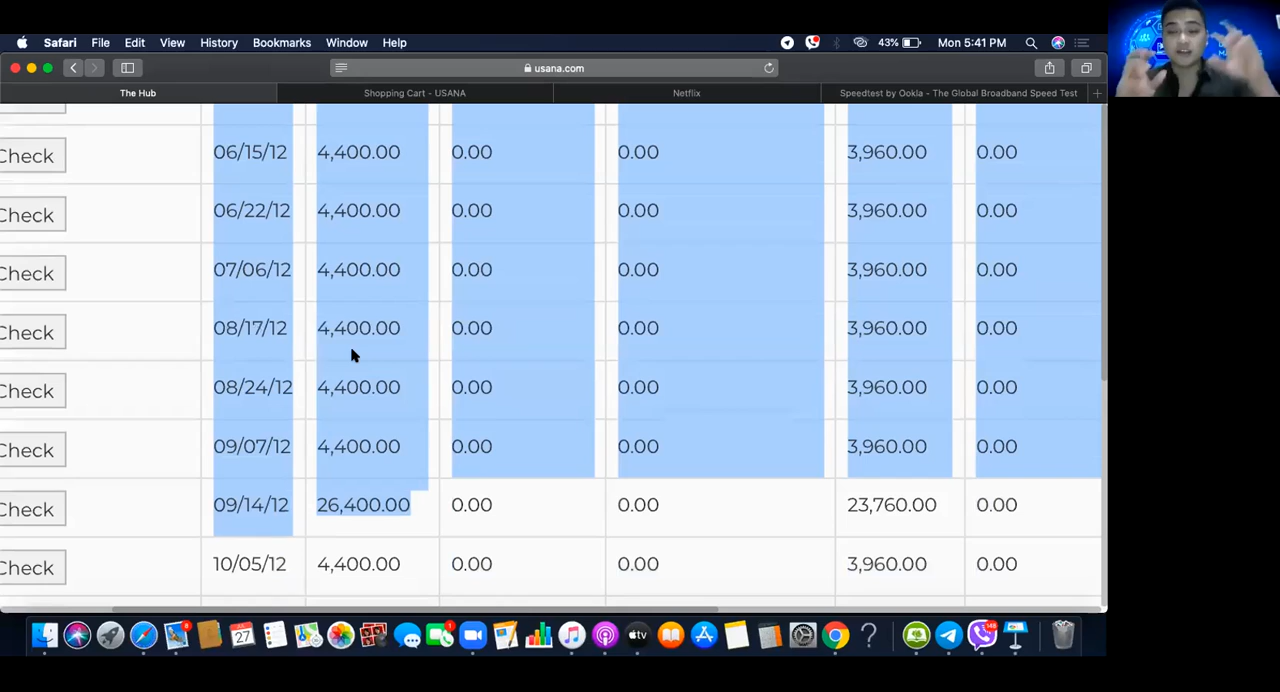 Safari File Edit View History Bookmarks Window Help 43% Mon 5:41 PM
usana.com
The Hub Shopping Cart - USANA Netflix Speedtest by Ookla - The Global Broadband Speed Test
Check 06/15/12 4,400.00 0.00 0.00 3,960.00 0.00
Check 06/22/12 4,400.00 0.00 0.00 3,960.00 0.00
Check 07/06/12 4,400.00 0.00 0.00 3,960.00 0.00
Check 08/17/12 4,400.00 0.00 0.00 3,960.00 0.00
Check 08/24/12 4,400.00 0.00 0.00 3,960.00 0.00
Check 09/07/12 4,400.00 0.00 0.00 3,960.00 0.00
Check 09/14/12 26,400.00 0.00 0.00 23,760.00 0.00
Check 10/05/12 4,400.00 0.00 0.00 3,960.00 0.00
8 27 1 tv 148